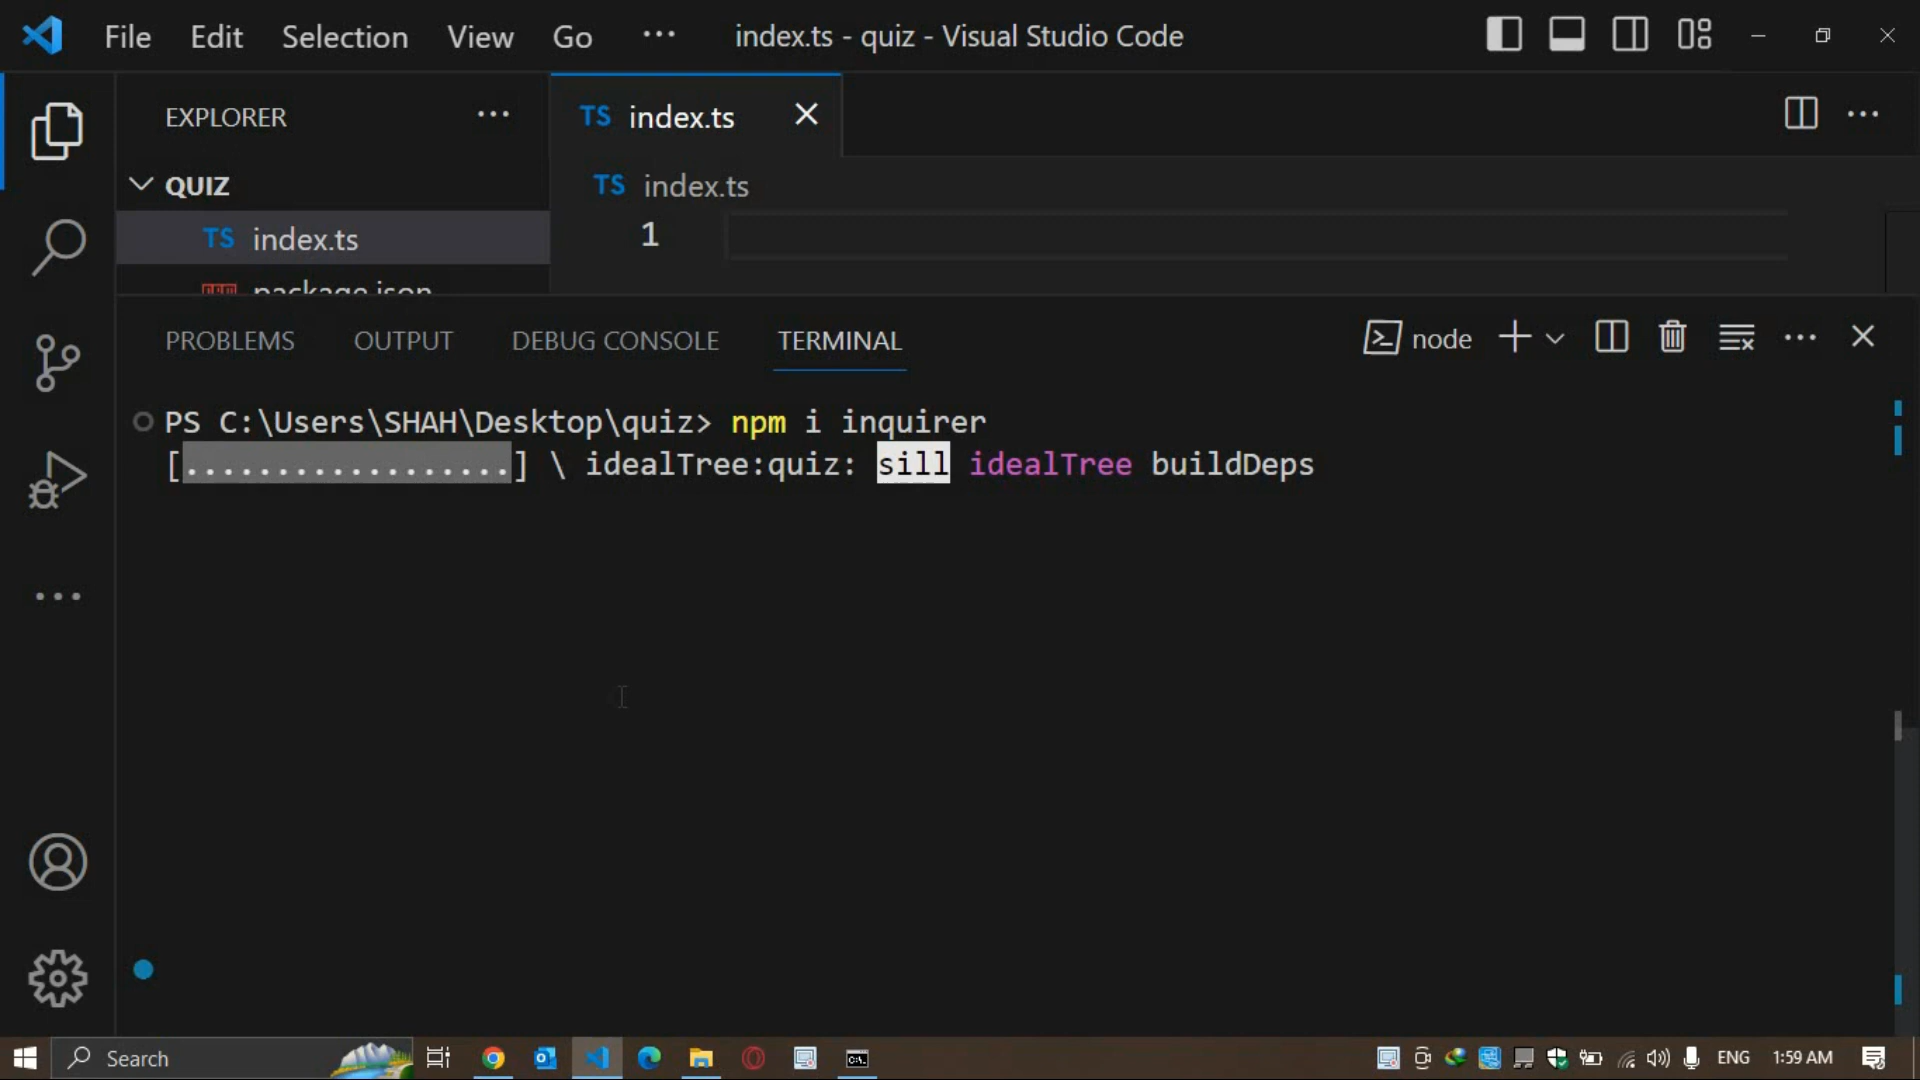 File Edit Selection View Go ··· index.ts - quiz - Visual Studio Code
EXPLORER ···
TS index.ts
QUIZ
TS index.ts
TS index.ts
1
package.json
PROBLEMS OUTPUT DEBUG CONSOLE TERMINAL
node
PS C:\Users\SHAH\Desktop\quiz> npm i inquirer
[..................] \ idealTree:quiz: sill idealTree buildDeps
Search
ENG 1:59 AM